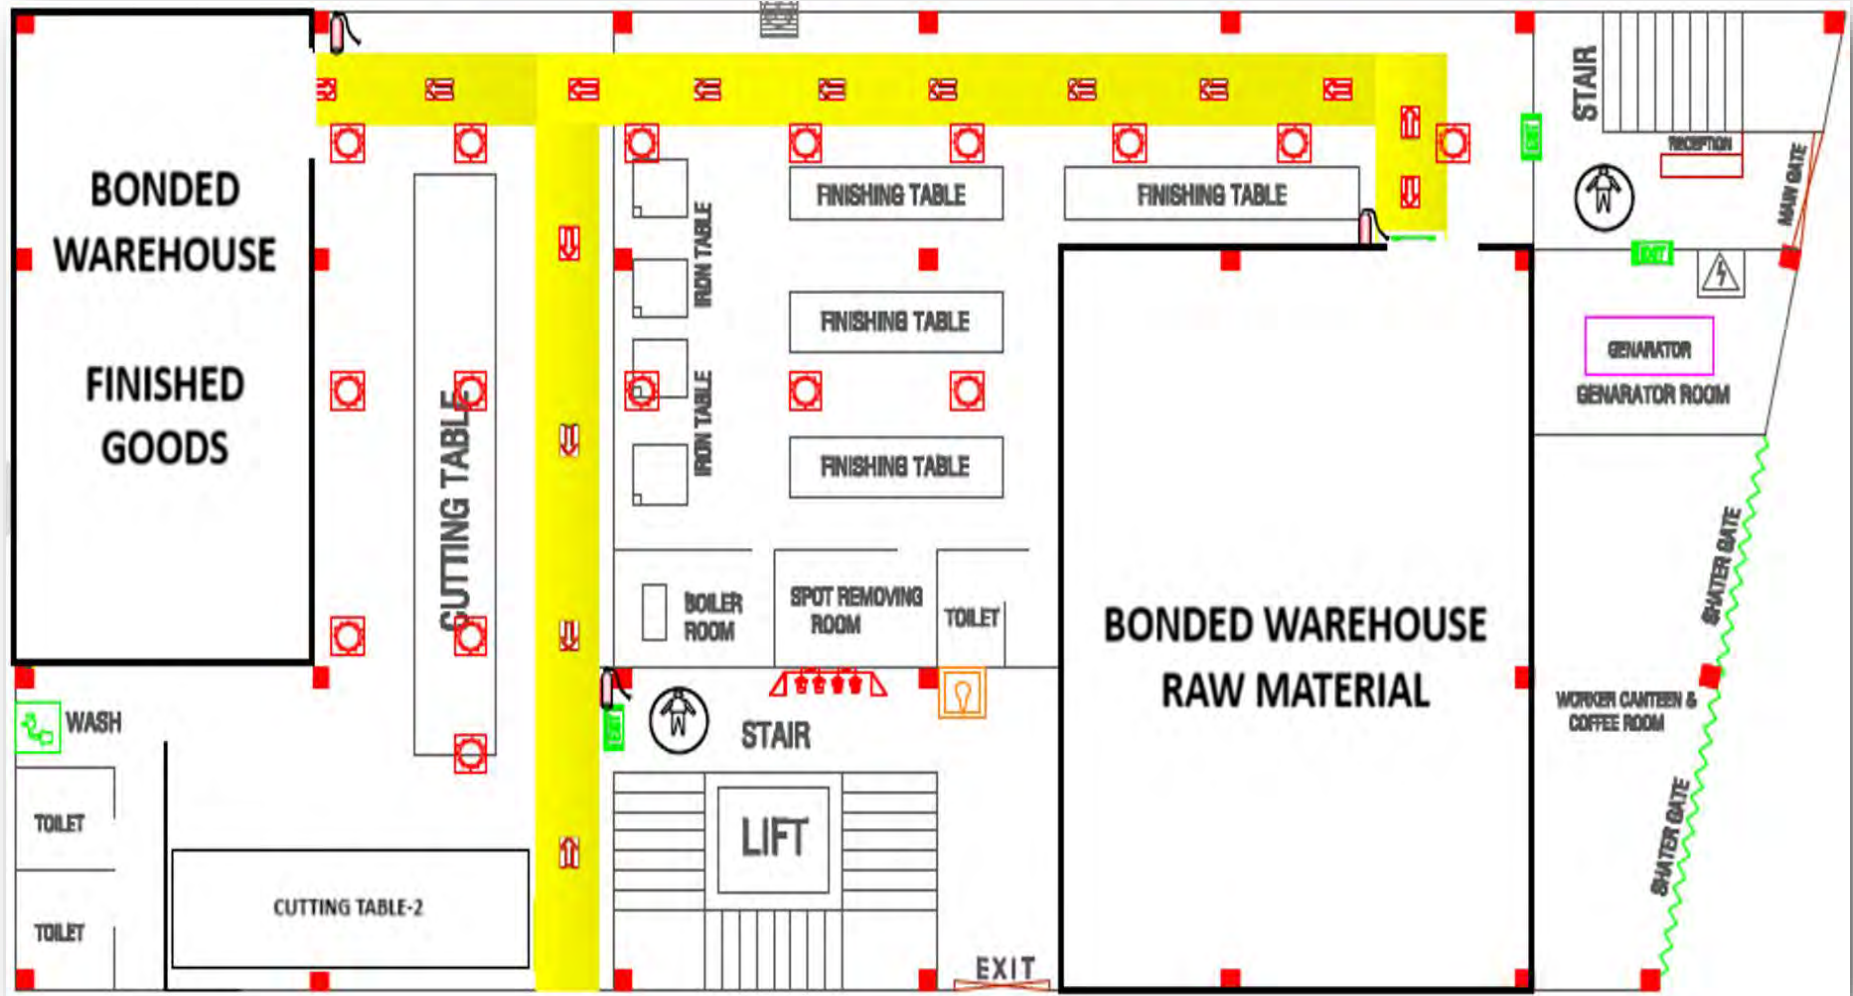 BONDED
WAREHOUSE
FINISHED
GOODS
CUTTING TABLE
WASH
TOILET
TOILET
CUTTING TABLE-2
IRON TABLE
IRON TABLE
FINISHING TABLE
FINISHING TABLE
FINISHING TABLE
FINISHING TABLE
BOILER
ROOM
SPOT REMOVING
ROOM
TOILET
STAIR
LIFT
EXIT
BONDED WAREHOUSE
RAW MATERIAL
STAIR
RECEPTION
MAIN GATE
EXIT
GENARATOR
GENARATOR ROOM
SHATER GATE
WORKER CANTEEN &
COFFEE ROOM
SHATER GATE